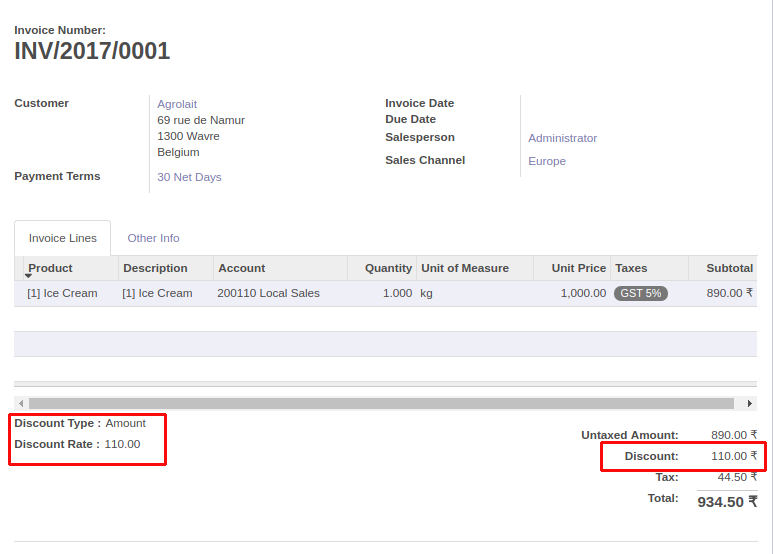 Invoice Number:
INV/2017/0001
Customer Agrolait
69 rue de Namur
1300 Wavre
Belgium
Payment Terms 30 Net Days
Invoice Date
Due Date
Salesperson Administrator
Sales Channel Europe
Invoice Lines Other Info
Product Description Account Quantity Unit of Measure Unit Price Taxes Subtotal
[1] Ice Cream [1] Ice Cream 200110 Local Sales 1.000 kg 1,000.00 GST 5% 890.00 ₹
Discount Type : Amount
Discount Rate : 110.00
Untaxed Amount: 890.00 ₹
Discount: 110.00 ₹
Tax: 44.50 ₹
Total: 934.50 ₹